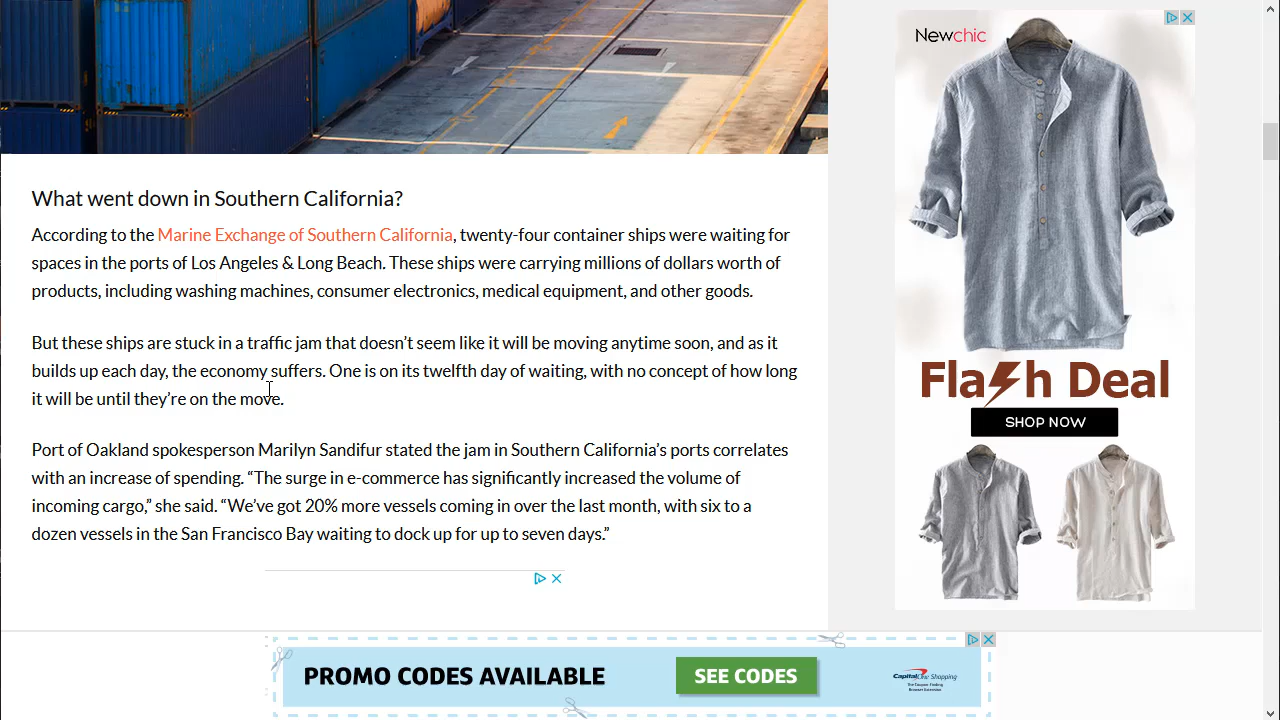 What went down in Southern California?
According to the Marine Exchange of Southern California, twenty-four container ships were waiting for
spaces in the ports of Los Angeles & Long Beach. These ships were carrying millions of dollars worth of
products, including washing machines, consumer electronics, medical equipment, and other goods.
But these ships are stuck in a traffic jam that doesn’t seem like it will be moving anytime soon, and as it
builds up each day, the economy suffers. One is on its twelfth day of waiting, with no concept of how long
it will be until they’re on the move.
Port of Oakland spokesperson Marilyn Sandifur stated the jam in Southern California’s ports correlates
with an increase of spending. “The surge in e-commerce has significantly increased the volume of
incoming cargo,” she said. “We’ve got 20% more vessels coming in over the last month, with six to a
dozen vessels in the San Francisco Bay waiting to dock up for up to seven days.”
Newchic
Flash Deal
SHOP NOW
PROMO CODES AVAILABLE
SEE CODES
Capital One Shopping
The Coupon-Finding
Browser Extension